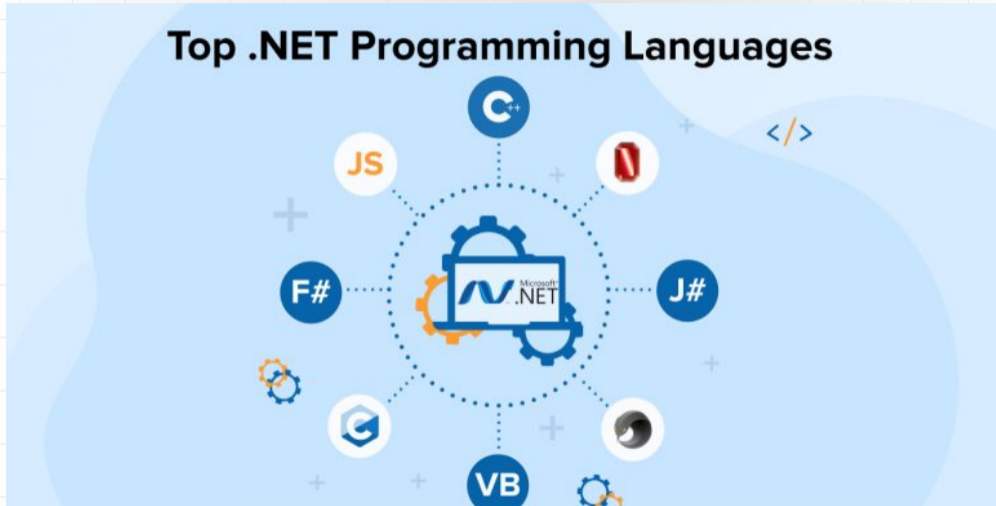 Top .NET Programming Languages
C++
JS
</>
F#
Microsoft
.NET
J#
C
VB